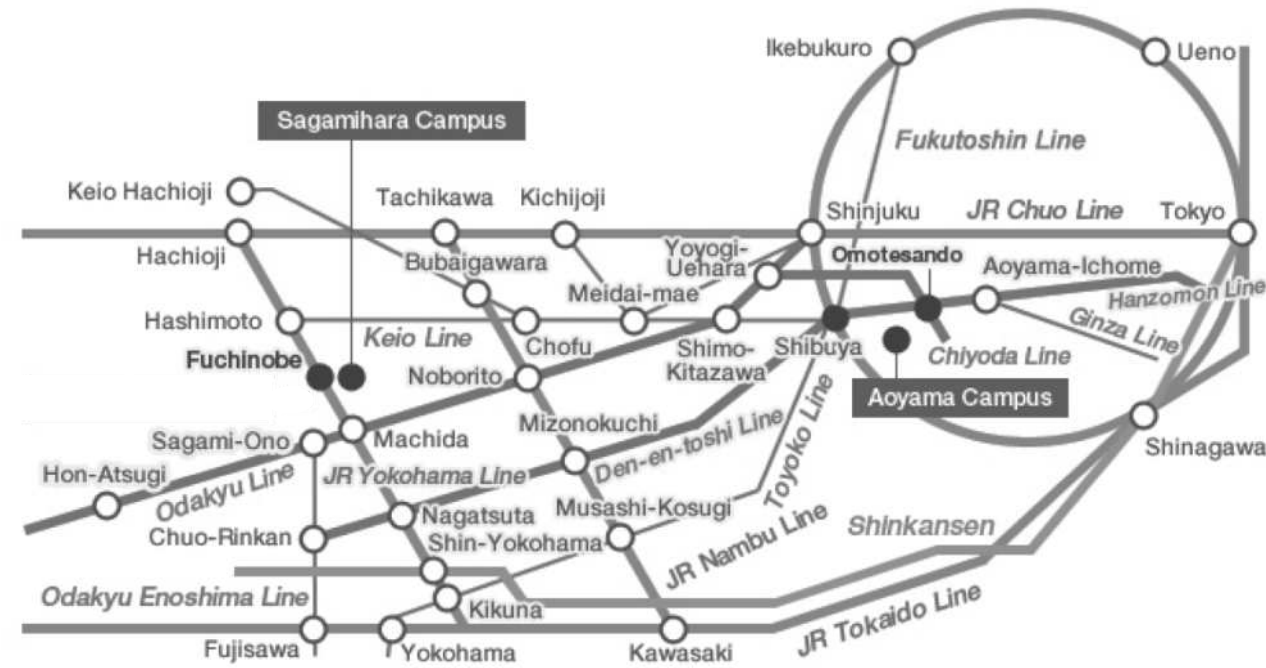 Ikebukuro
Ueno
Sagamihara Campus
Fukutoshin Line
Keio Hachioji
Tachikawa
Kichijoji
Shinjuku
JR Chuo Line
Tokyo
Hachioji
Bubaigawara
Yoyogi-
Uehara
Omotesando
Aoyama-Ichome
Meidai-mae
Hanzomon Line
Hashimoto
Keio Line
Chofu
Shimo-
Kitazawa
Shibuya
Ginza Line
Chiyoda Line
Fuchinobe
Noborito
Aoyama Campus
Sagami-Ono
Machida
Mizonokuchi
Den-en-toshi Line
Toyoko Line
Shinagawa
Hon-Atsugi
Odakyu Line
JR Yokohama Line
Nagatsuta
Musashi-Kosugi
Chuo-Rinkan
Shin-Yokohama
JR Nambu Line
Shinkansen
Odakyu Enoshima Line
Kikuna
JR Tokaido Line
Fujisawa
Yokohama
Kawasaki